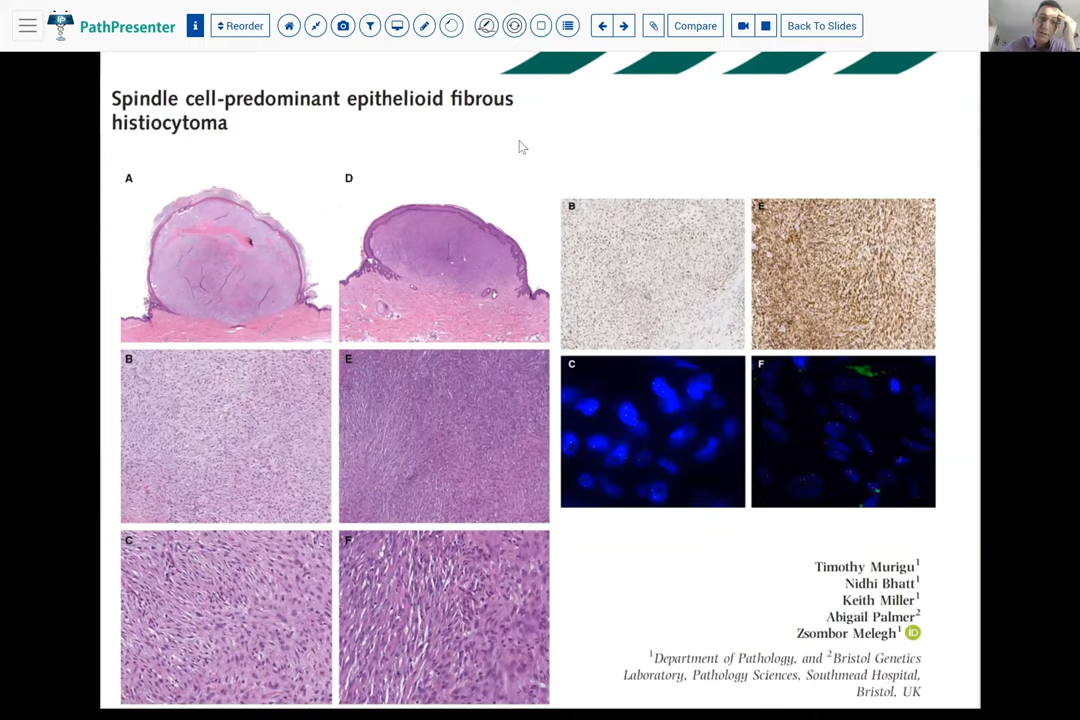 PathPresenter
Reorder
Compare
Back To Slides
Spindle cell-predominant epithelioid fibrous
histiocytoma
A
D
B
E
B
E
C
F
C
F
Timothy Murigu1
Nidhi Bhatt1
Keith Miller1
Abigail Palmer2
Zsombor Melegh1 iD
1Department of Pathology, and 2Bristol Genetics
Laboratory, Pathology Sciences, Southmead Hospital,
Bristol, UK